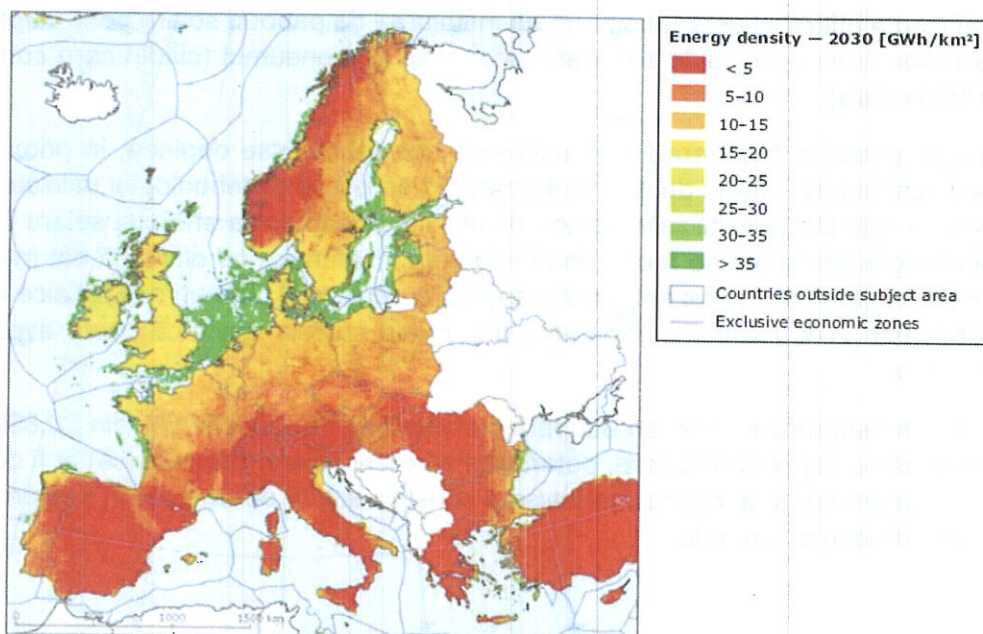 Energy density — 2030 [GWh/km²]
< 5
5–10
10–15
15–20
20–25
25–30
30–35
> 35
Countries outside subject area
Exclusive economic zones
0
1000
1500 km